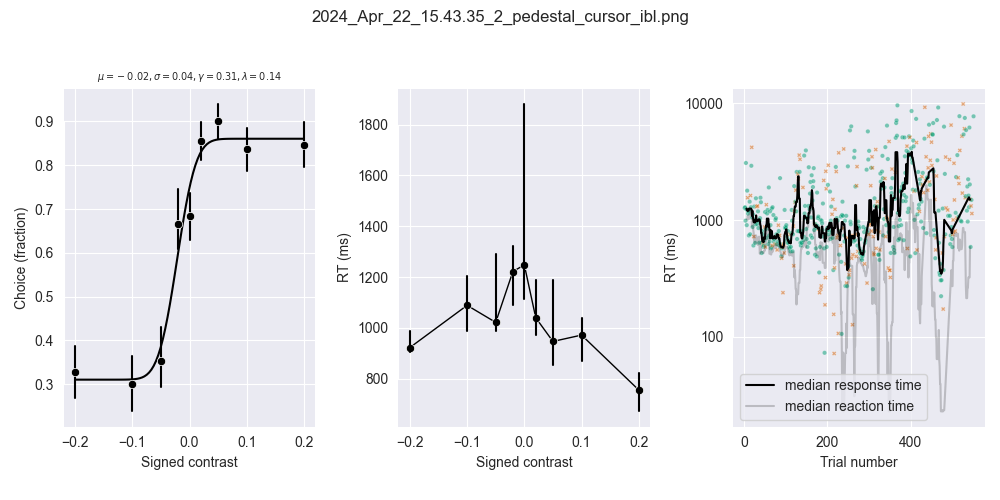 2024_Apr_22_15.43.35_2_pedestal_cursor_ibl.png
μ = − 0.02, σ = 0.04, γ = 0.31, λ = 0.14
0.9
0.8
0.7
0.6
0.5
0.4
0.3
Choice (fraction)
−0.2 −0.1 0.0 0.1 0.2
Signed contrast
1800
1600
1400
1200
1000
800
RT (ms)
−0.2 −0.1 0.0 0.1 0.2
Signed contrast
10000
1000
100
RT (ms)
median response time
median reaction time
0 200 400
Trial number